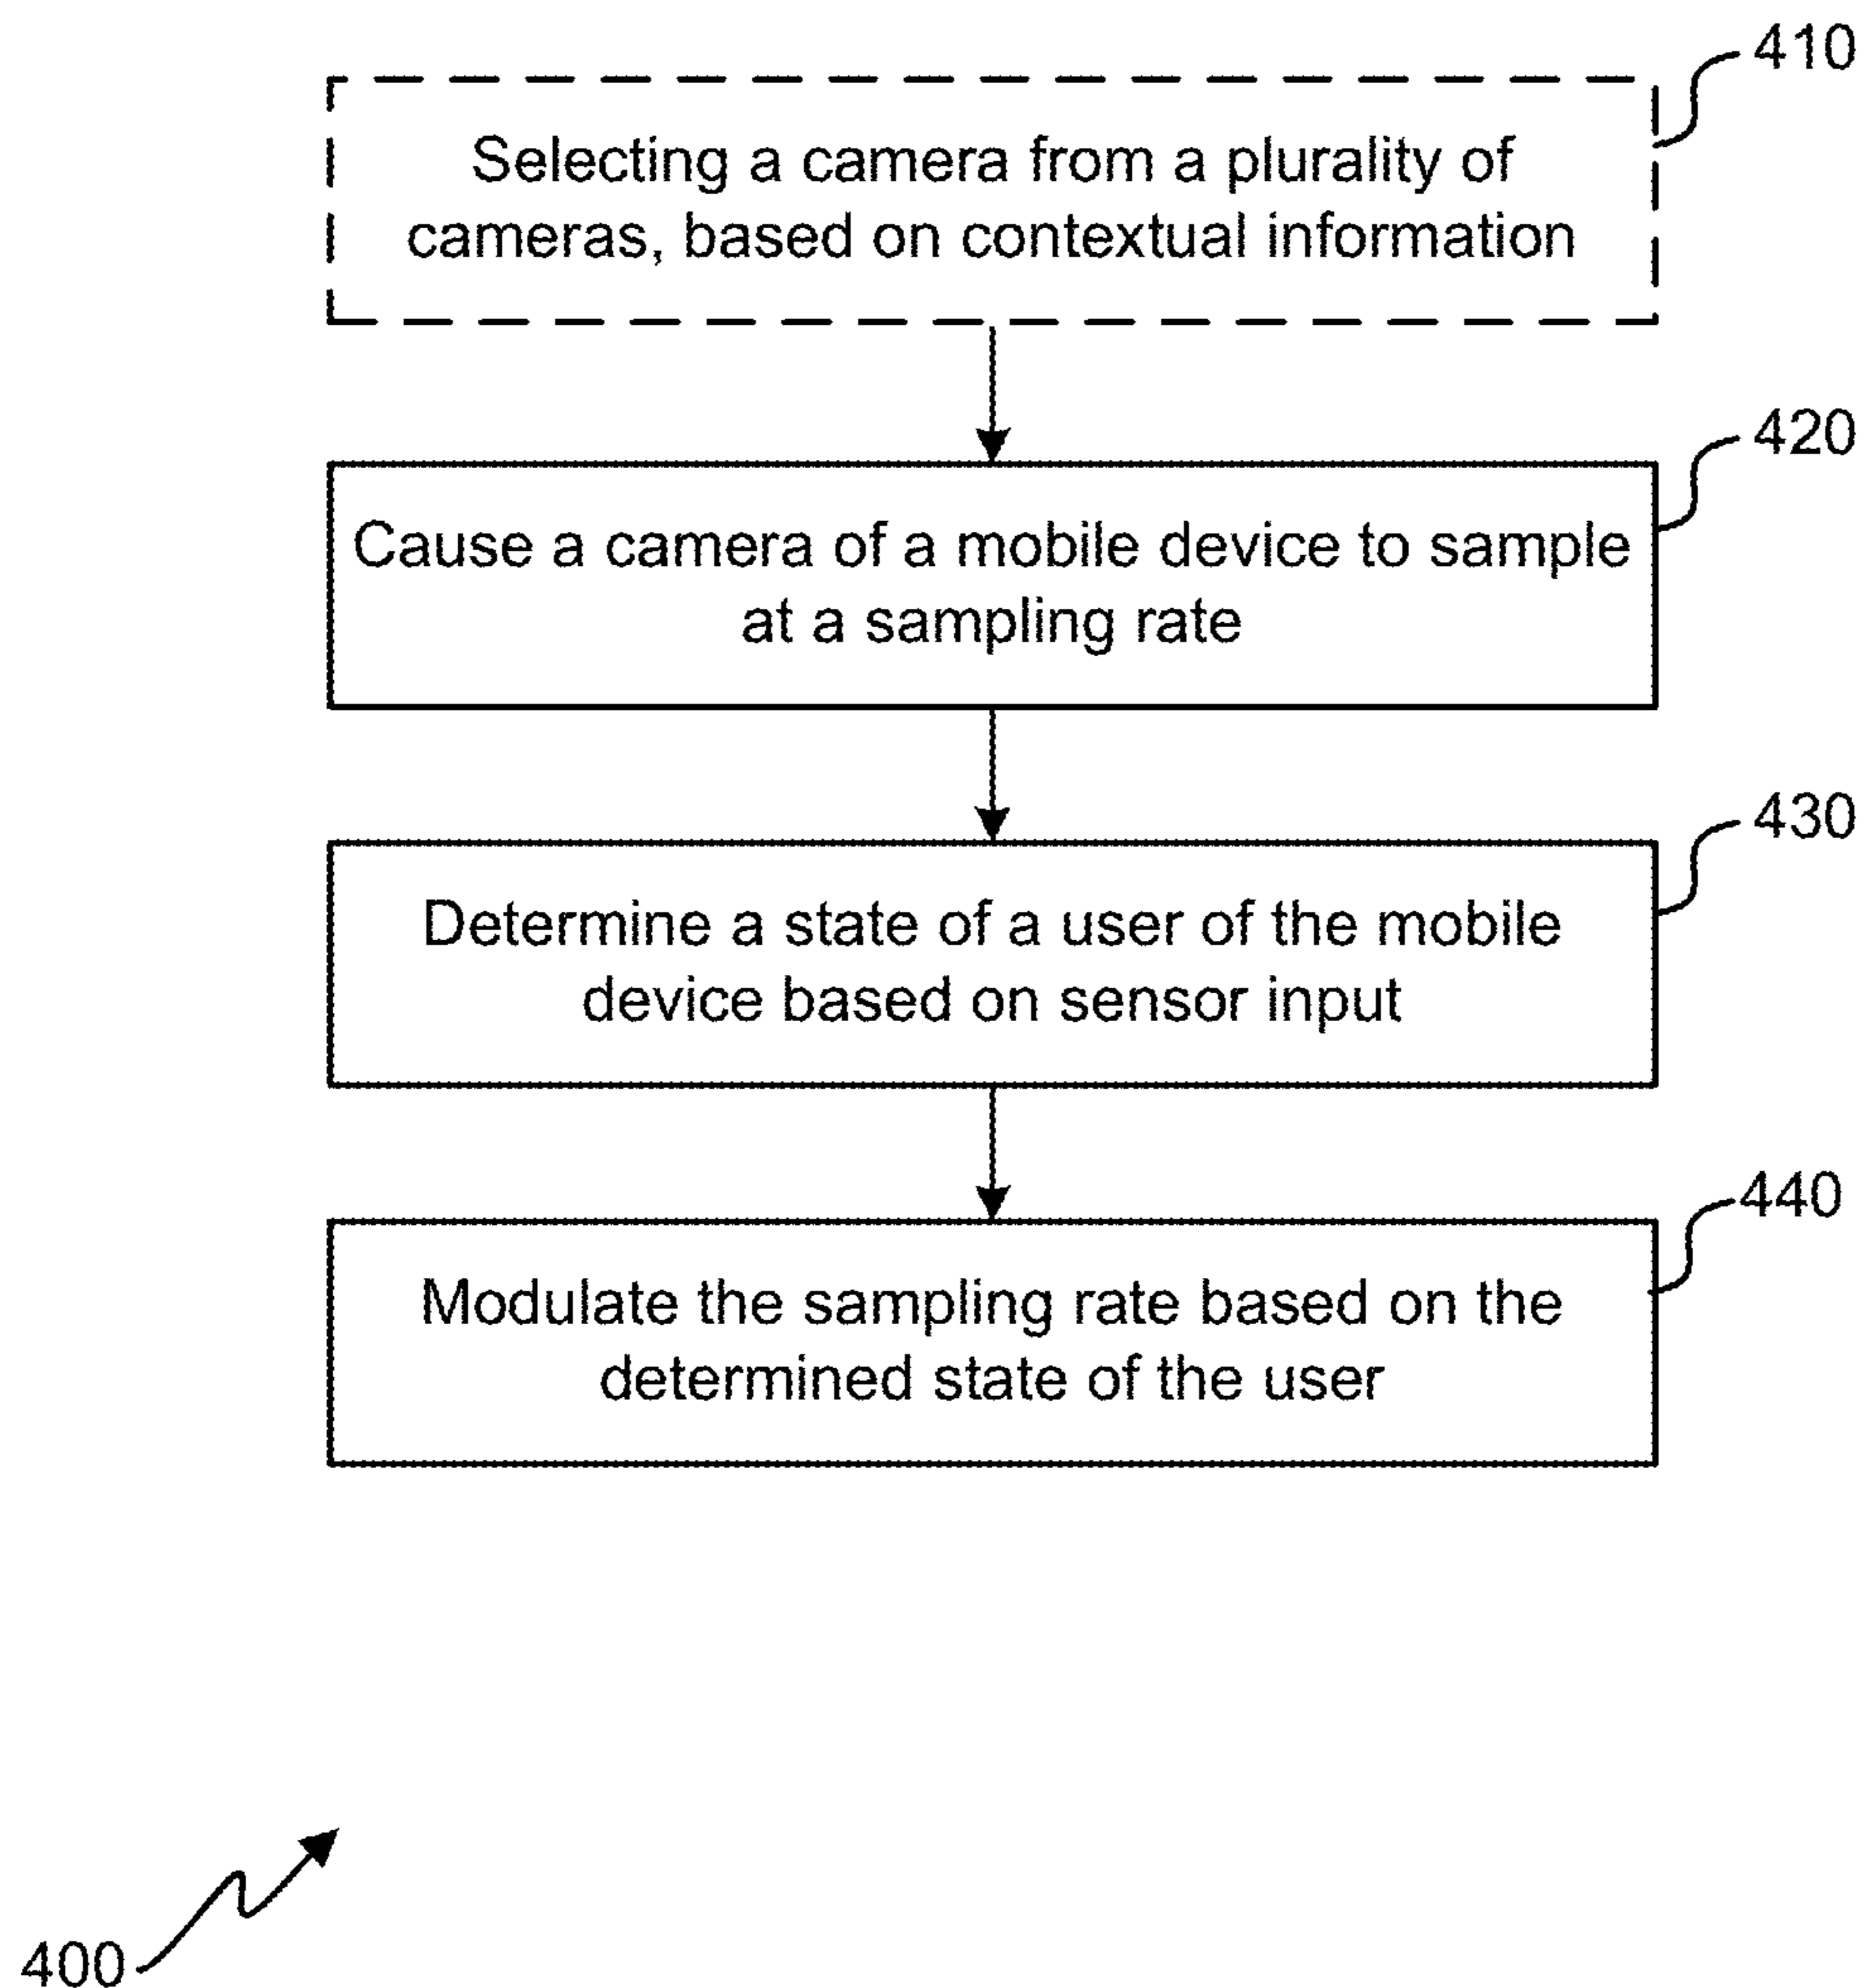 410
Selecting a camera from a plurality of
cameras, based on contextual information
420
Cause a camera of a mobile device to sample
at a sampling rate
430
Determine a state of a user of the mobile
device based on sensor input
440
Modulate the sampling rate based on the
determined state of the user
400